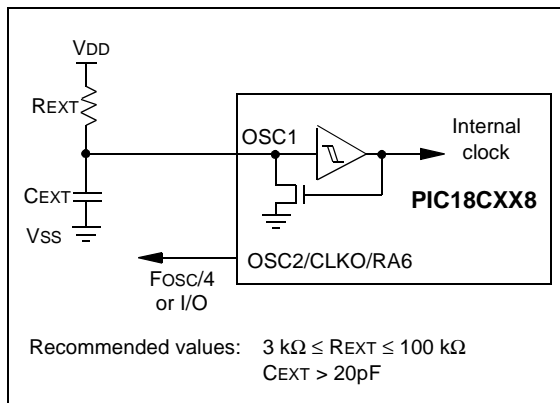 VDD
REXT
OSC1
Internal
clock
CEXT
PIC18CXX8
VSS
OSC2/CLKO/RA6
FOSC/4
or I/O
Recommended values: 3 kΩ ≤ REXT ≤ 100 kΩ
CEXT > 20pF